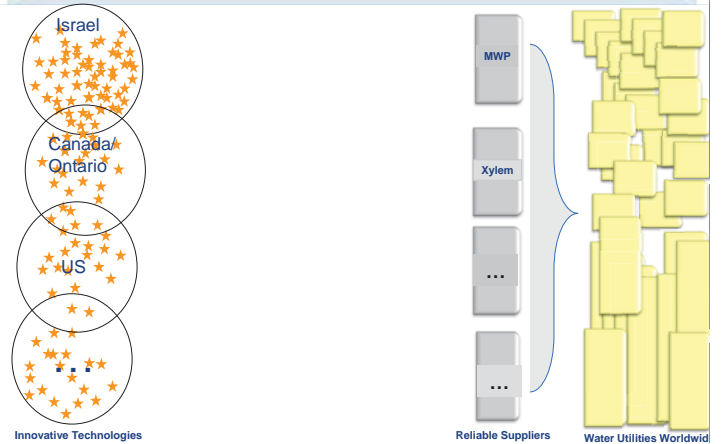 Israel
Canada/
Ontario
US
...
Innovative Technologies
MWP
Xylem
...
...
Reliable Suppliers
Water Utilities Worldwid